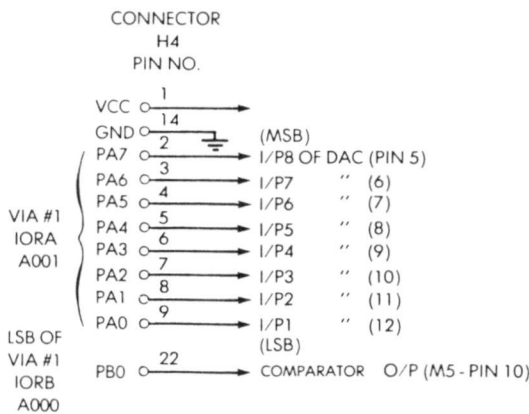 CONNECTOR
H4
PIN NO.
VCC 1
GND 14
(MSB)
PA7 2 I/P8 OF DAC (PIN 5)
PA6 3 I/P7 " (6)
PA5 4 I/P6 " (7)
PA4 5 I/P5 " (8)
PA3 6 I/P4 " (9)
PA2 7 I/P3 " (10)
PA1 8 I/P2 " (11)
PA0 9 I/P1 " (12)
(LSB)
VIA #1
IORA
A001
LSB OF
VIA #1
IORB
A000
PB0 22 COMPARATOR O/P (M5 - PIN 10)